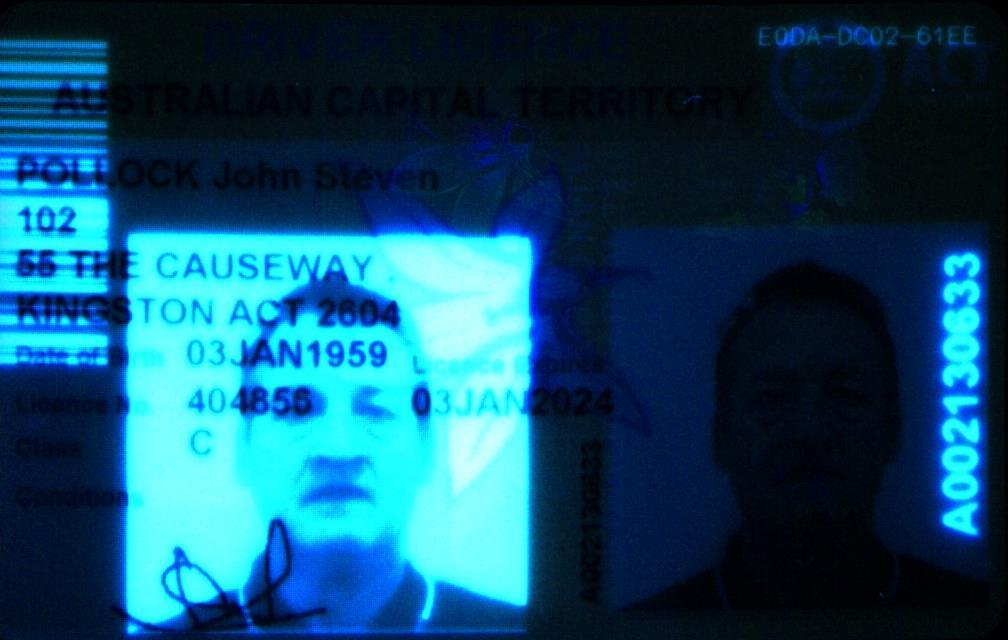 DRIVER LICENCE
E0DA-DC02-61EE
ACT
AUSTRALIAN CAPITAL TERRITORY
POLLOCK John Steven
102
55 THE CAUSEWAY
KINGSTON ACT 2604
Date of Birth 03JAN1959 Licence Expires
Licence No. 404856 03JAN2024
Class C
Conditions
A002130633
A002130633